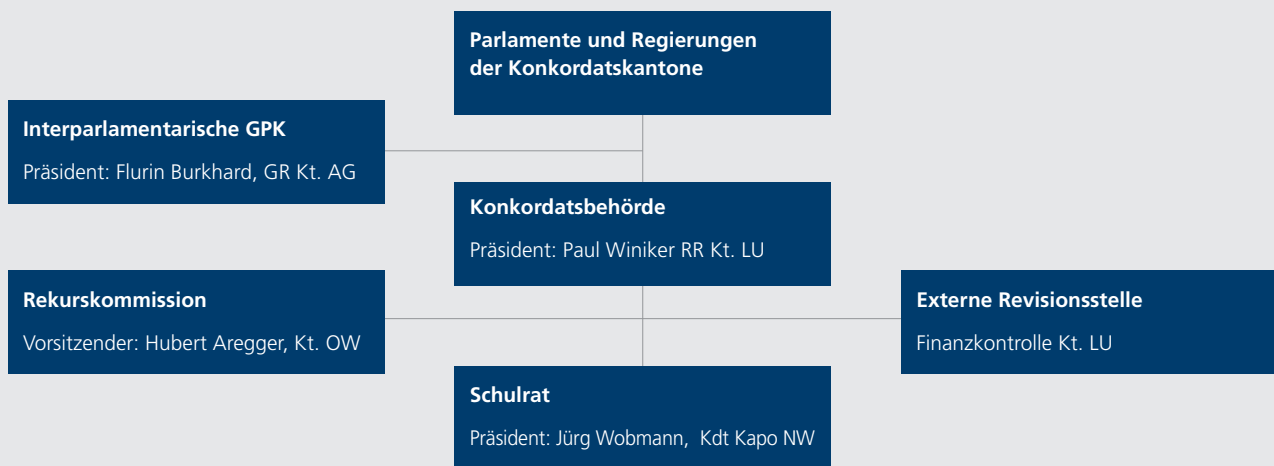 Parlamente und Regierungen
der Konkordatskantone
Interparlamentarische GPK
Präsident: Flurin Burkhard, GR Kt. AG
Konkordatsbehörde
Präsident: Paul Winiker RR Kt. LU
Rekurskommission
Vorsitzender: Hubert Aregger, Kt. OW
Externe Revisionsstelle
Finanzkontrolle Kt. LU
Schulrat
Präsident: Jürg Wobmann, Kdt Kapo NW